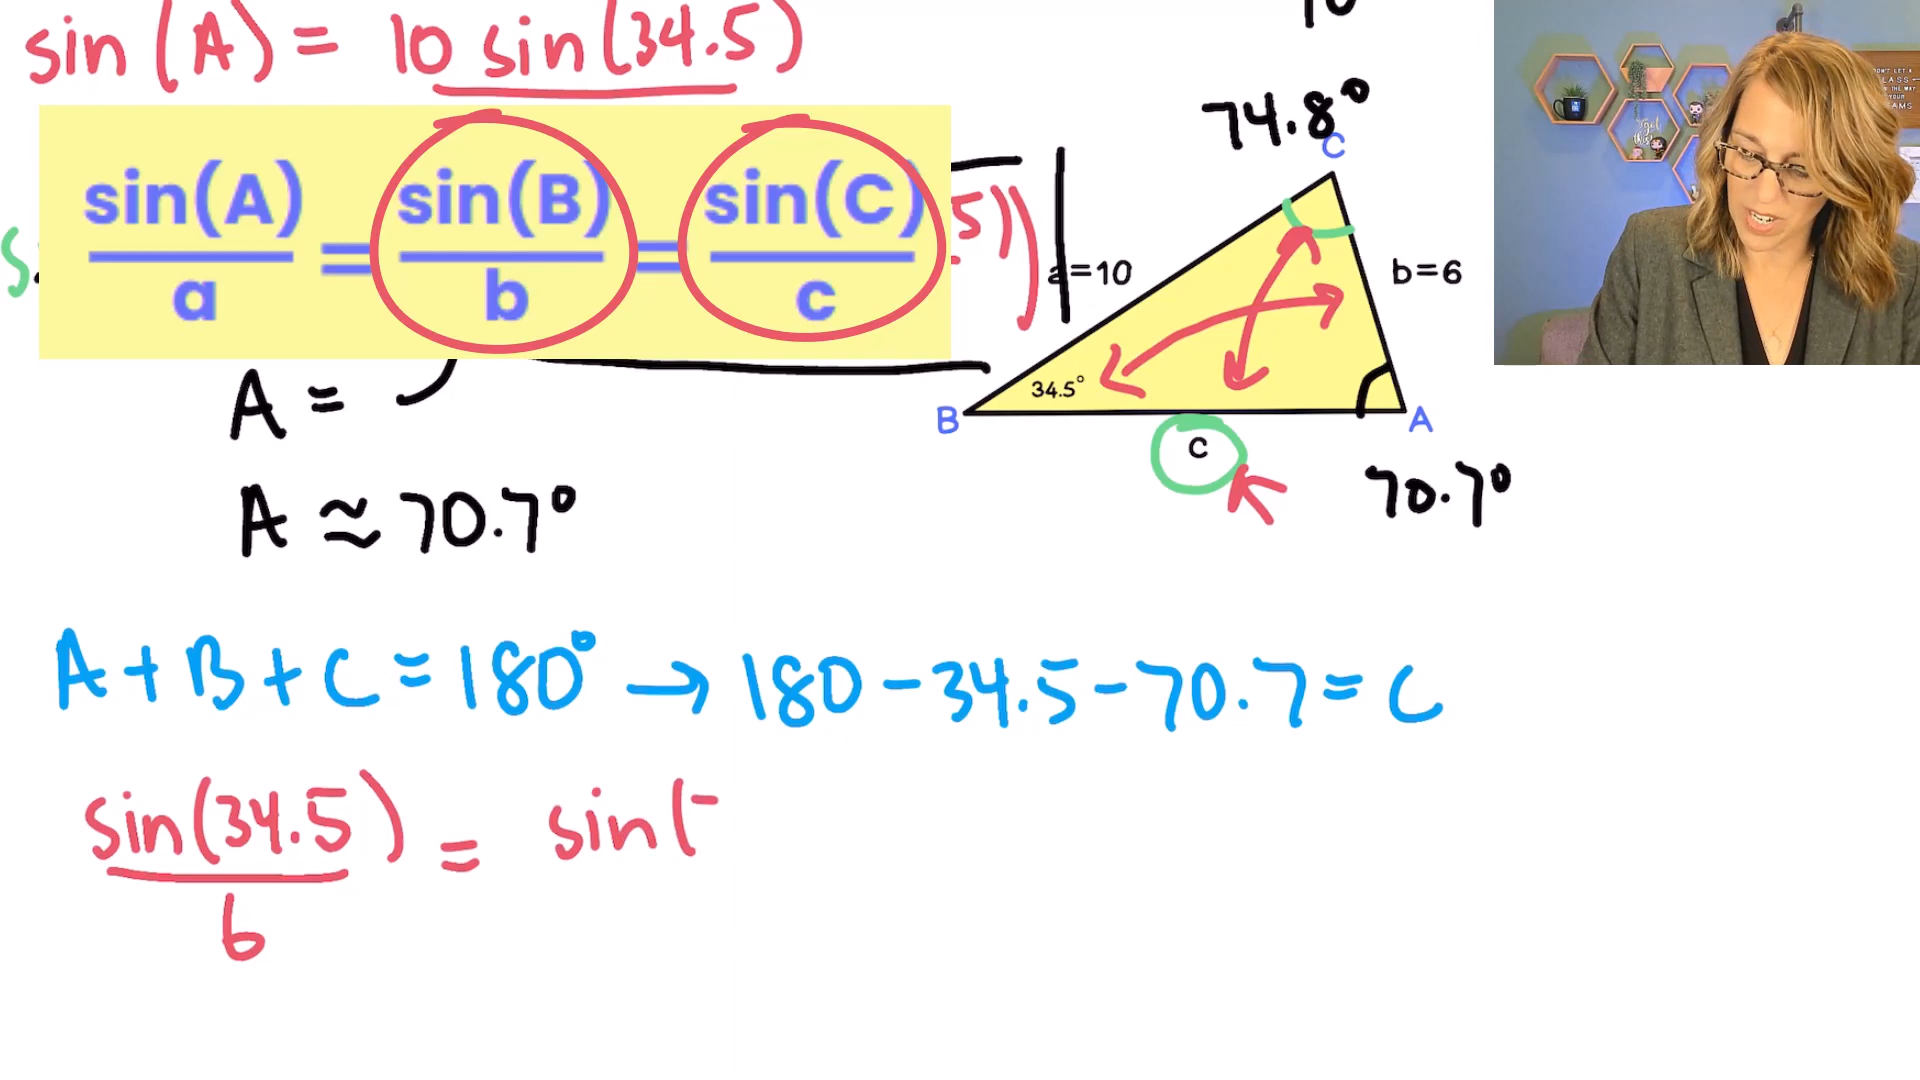 sin(A) = 10 sin(34.5)
sin(A)/a = sin(B)/b = sin(C)/c
5))
A =
A ≈ 70.7°
74.8°
C
a=10
b=6
34.5°
B
c
A
70.7°
A + B + C = 180° → 180 - 34.5 - 70.7 = C
sin(34.5)/6 = sin(